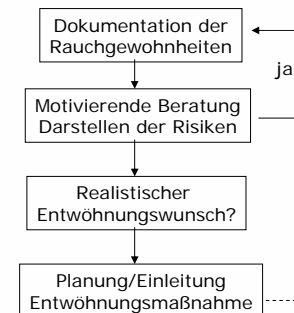 Dokumentation der
Rauchgewohnheiten
ja
Motivierende Beratung
Darstellen der Risiken
Realistischer
Entwöhnungswunsch?
Planung/Einleitung
Entwöhnungsmaßnahme